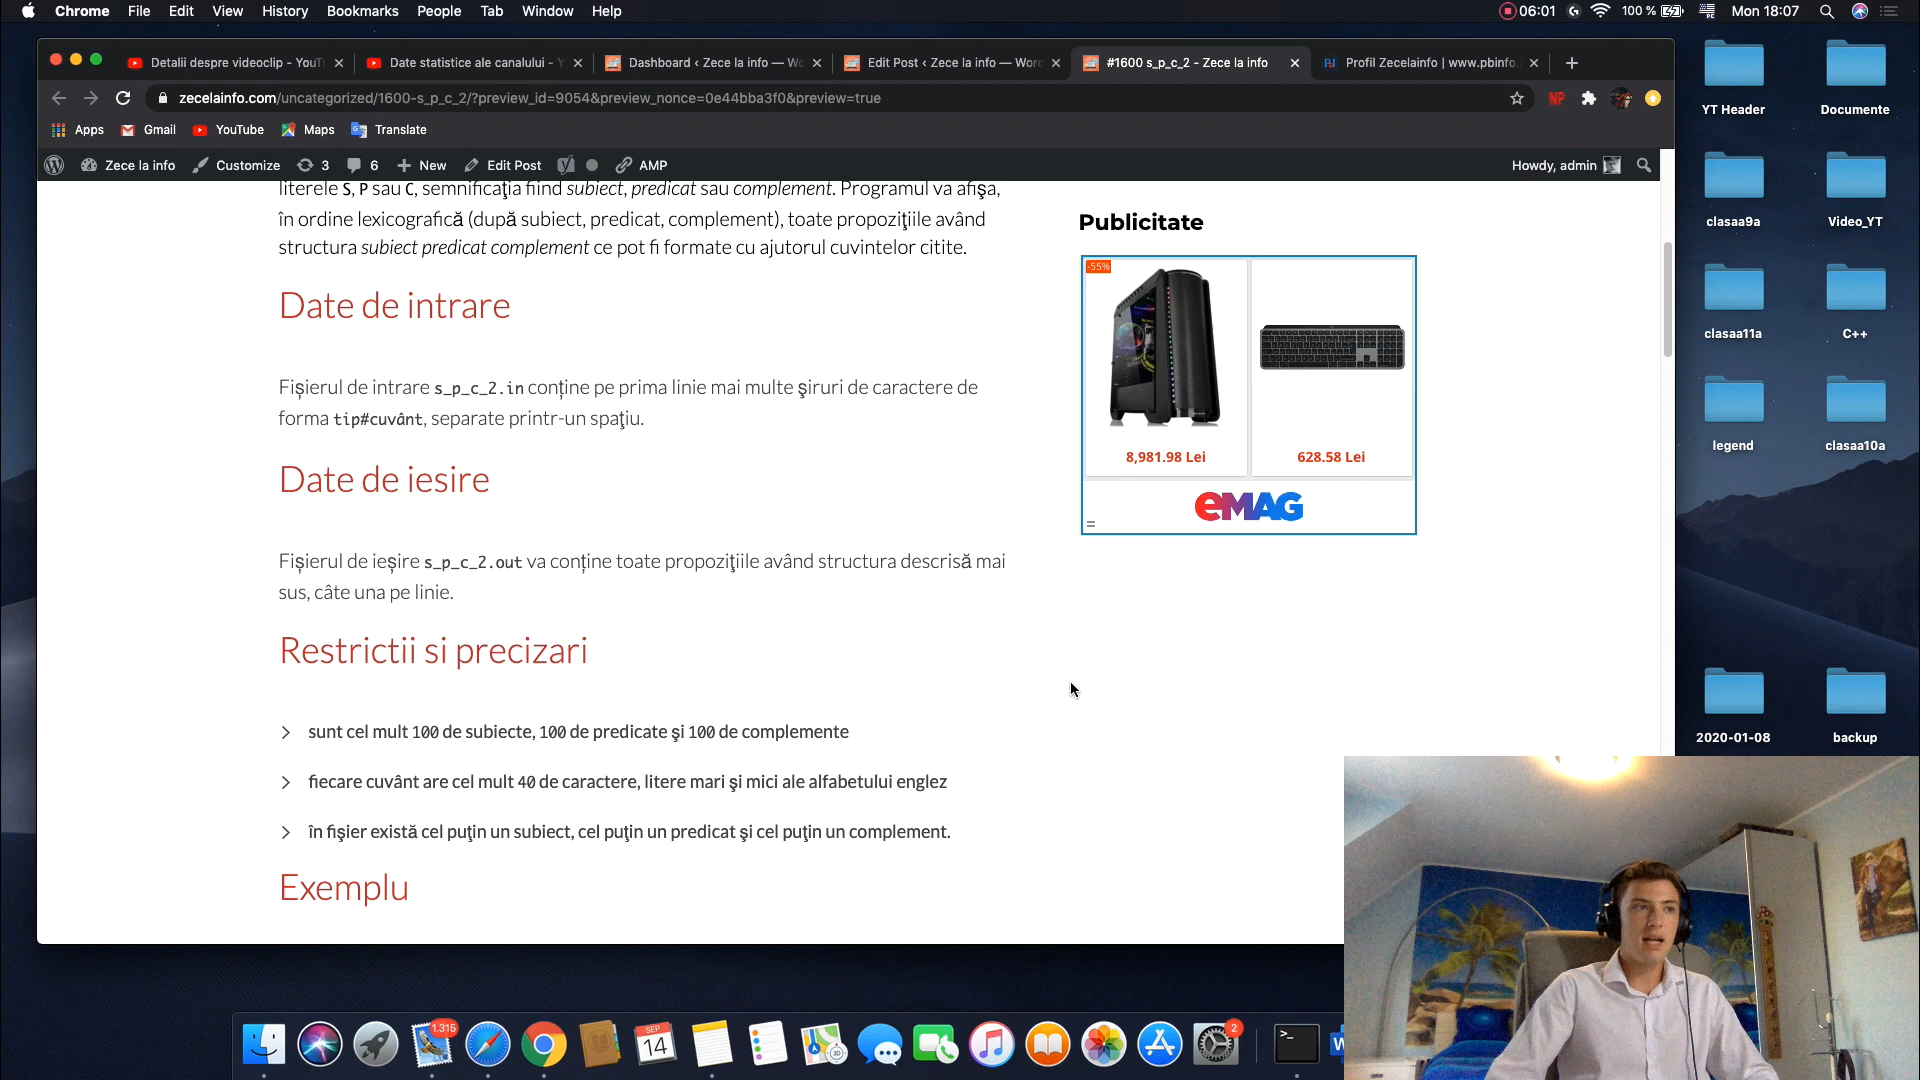 Chrome File Edit View History Bookmarks People Tab Window Help
06:01 100 % Mon 18:07
Detalii despre videoclip - YouT
Date statistice ale canalului - Y
Dashboard ‹ Zece la info — Wo
Edit Post ‹ Zece la info — Word
#1600 s_p_c_2 - Zece la info
Profil Zecelainfo | www.pbinfo.
zecelainfo.com/uncategorized/1600-s_p_c_2/?preview_id=9054&preview_nonce=0e44bba3f0&preview=true
NP
Apps Gmail YouTube Maps Translate
Zece la info Customize 3 6 New Edit Post AMP Howdy, admin
literele S, P sau C, semnificaţia fiind subiect, predicat sau complement. Programul va afişa,
în ordine lexicografică (după subiect, predicat, complement), toate propoziţiile având
structura subiect predicat complement ce pot fi formate cu ajutorul cuvintelor citite.
Date de intrare
Fişierul de intrare s_p_c_2.in conţine pe prima linie mai multe şiruri de caractere de
forma tip#cuvânt, separate printr-un spaţiu.
Date de iesire
Fişierul de ieşire s_p_c_2.out va conţine toate propoziţiile având structura descrisă mai
sus, câte una pe linie.
Restrictii si precizari
sunt cel mult 100 de subiecte, 100 de predicate şi 100 de complemente
fiecare cuvânt are cel mult 40 de caractere, litere mari şi mici ale alfabetului englez
în fişier există cel puţin un subiect, cel puţin un predicat şi cel puţin un complement.
Exemplu
Publicitate
-55%
8,981.98 Lei
628.58 Lei
eMAG
YT Header
Documente
clasaa9a
Video_YT
clasaa11a
C++
legend
clasaa10a
2020-01-08
backup
1.315
SEP
14
3D
2
W